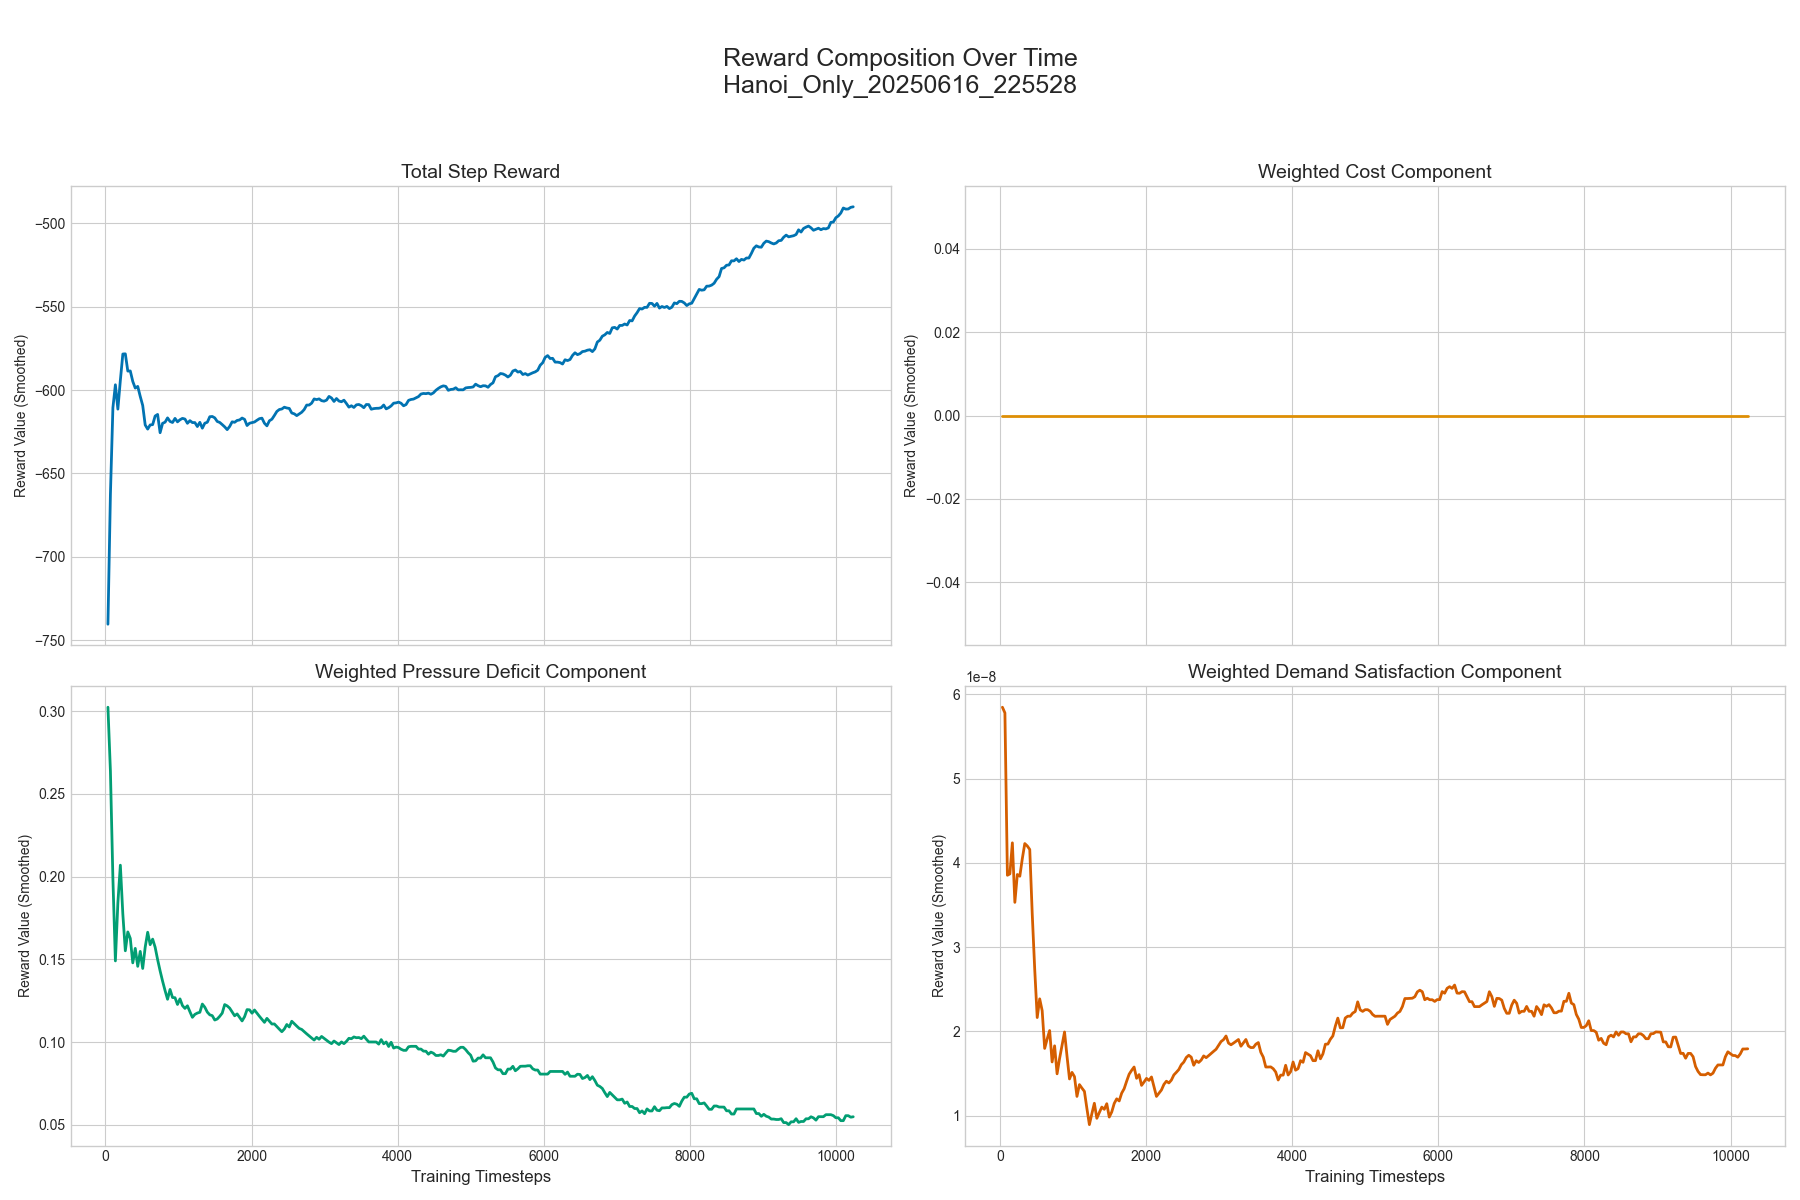 Reward Composition Over Time
Hanoi_Only_20250616_225528
Total Step Reward
Reward Value (Smoothed)
−500
−550
−600
−650
−700
−750
Weighted Cost Component
Reward Value (Smoothed)
0.04
0.02
0.00
−0.02
−0.04
Weighted Pressure Deficit Component
Reward Value (Smoothed)
0.30
0.25
0.20
0.15
0.10
0.05
0 2000 4000 6000 8000 10000
Training Timesteps
Weighted Demand Satisfaction Component
1e−8
Reward Value (Smoothed)
6
5
4
3
2
1
0 2000 4000 6000 8000 10000
Training Timesteps